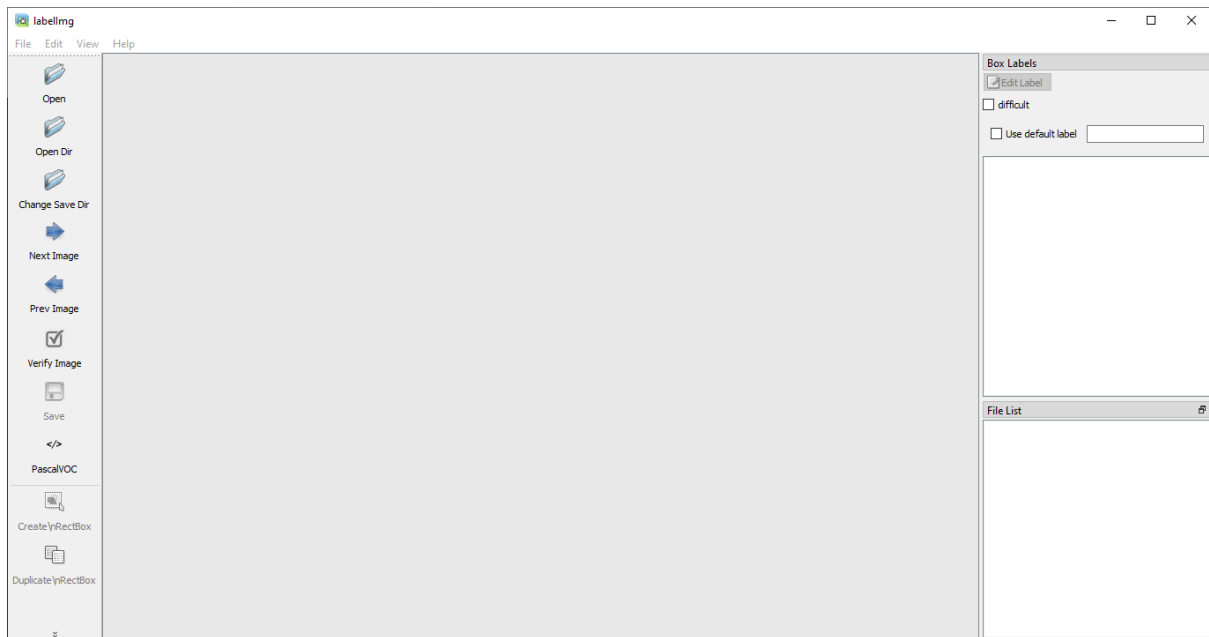 labelImg
File Edit View Help
Open
Open Dir
Change Save Dir
Next Image
Prev Image
Verify Image
Save
</>
PascalVOC
Create\nRectBox
Duplicate\nRectBox
Box Labels
Edit Label
difficult
Use default label
File List